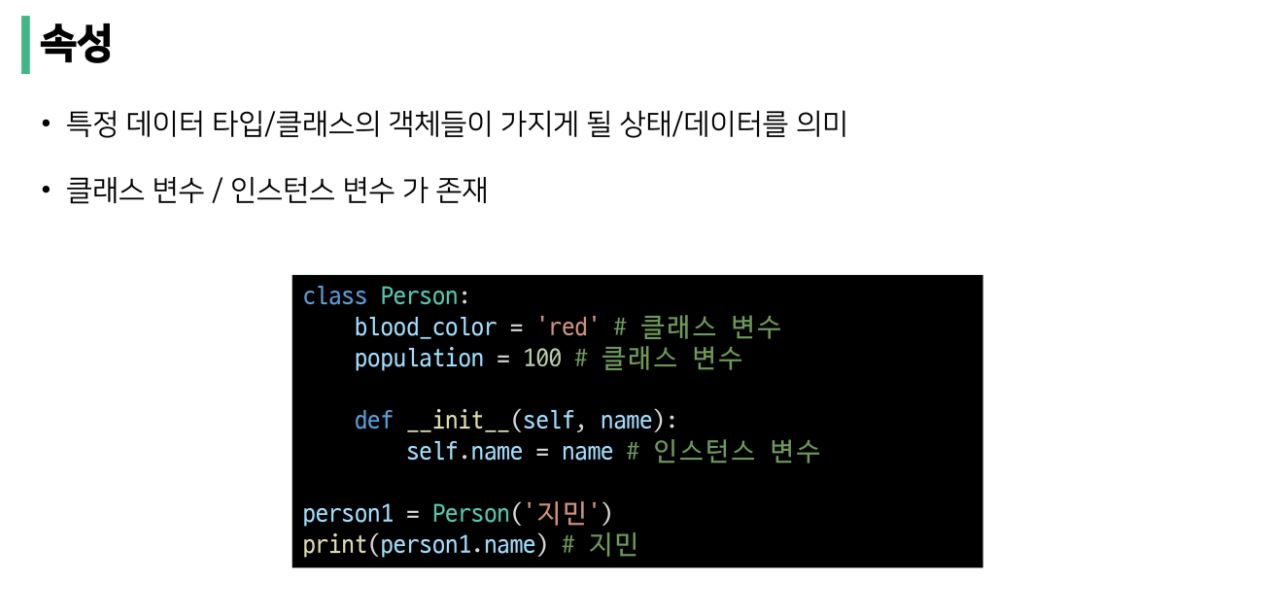 속성
• 특정 데이터 타입/클래스의 객체들이 가지게 될 상태/데이터를 의미
• 클래스 변수 / 인스턴스 변수 가 존재
class Person:
    blood_color = 'red' # 클래스 변수
    population = 100 # 클래스 변수

    def __init__(self, name):
        self.name = name # 인스턴스 변수

person1 = Person('지민')
print(person1.name) # 지민